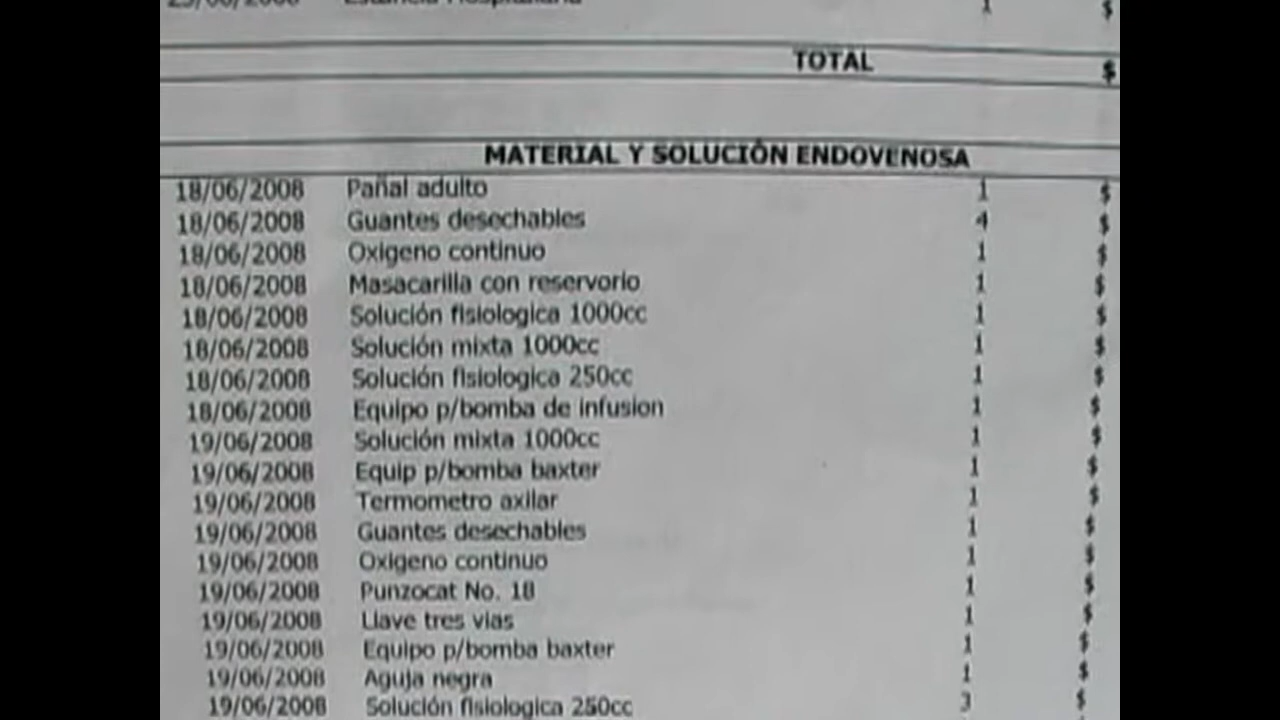 1 $
TOTAL $
MATERIAL Y SOLUCIÓN ENDOVENOSA
18/06/2008 Pañal adulto 1 $
18/06/2008 Guantes desechables 4 $
18/06/2008 Oxigeno continuo 1 $
18/06/2008 Masacarilla con reservorio 1 $
18/06/2008 Solución fisiologica 1000cc 1 $
18/06/2008 Solución mixta 1000cc 1 $
18/06/2008 Solución fisiologica 250cc 1 $
18/06/2008 Equipo p/bomba de infusion 1 $
19/06/2008 Solución mixta 1000cc 1 $
19/06/2008 Equip p/bomba baxter 1 $
19/06/2008 Termometro axilar 1 $
19/06/2008 Guantes desechables 1 $
19/06/2008 Oxigeno continuo 1 $
19/06/2008 Punzocat No. 18 1 $
19/06/2008 Llave tres vias 1 $
19/06/2008 Equipo p/bomba baxter 1 $
19/06/2008 Aguja negra 1 $
19/06/2008 Solución fisiologica 250cc 3 $